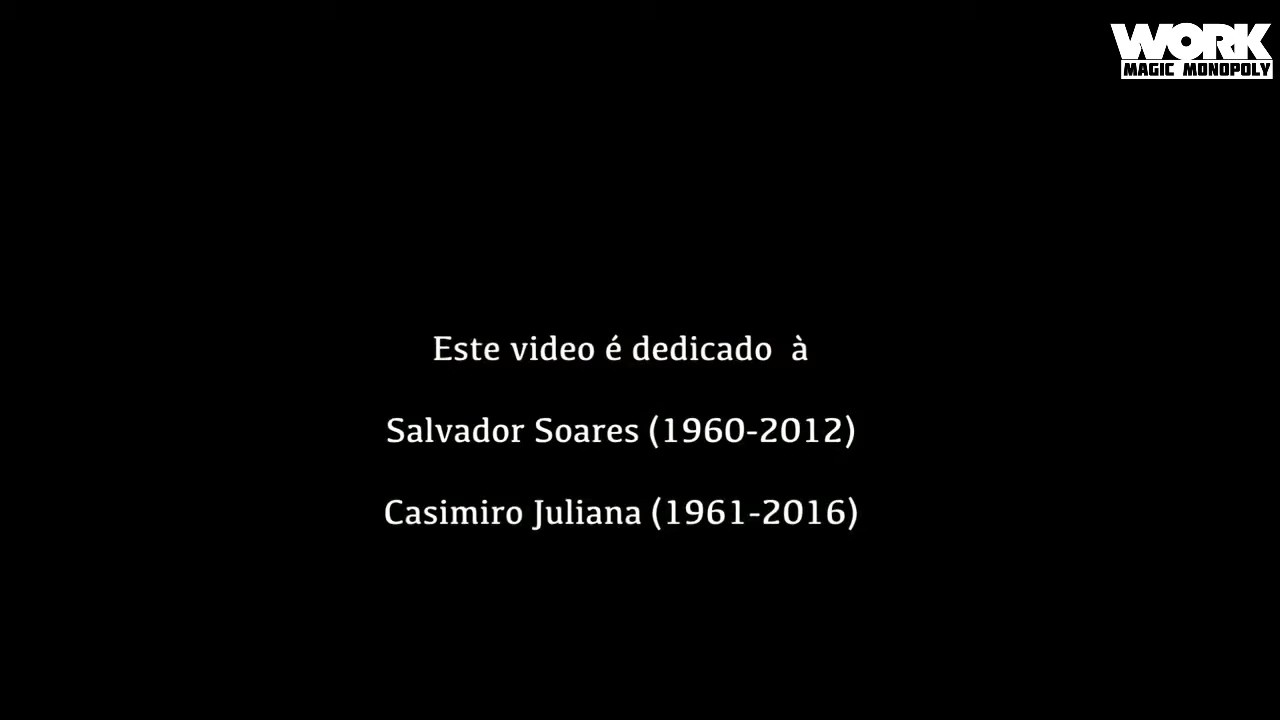 WORK
MAGIC MONOPOLY
Este video é dedicado à
Salvador Soares (1960-2012)
Casimiro Juliana (1961-2016)